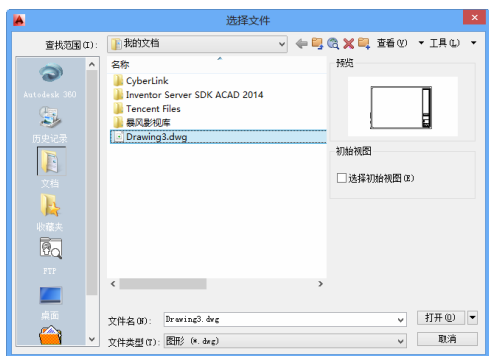 选择文件
查找范围(I):
我的文档
查看(V)
工具(L)
Autodesk 360
历史记录
文档
收藏夹
FTP
桌面
名称
CyberLink
Inventor Server SDK ACAD 2014
Tencent Files
暴风影视库
Drawing3.dwg
预览
初始视图
选择初始视图(E)
文件名(N):
Drawing3.dwg
打开(O)
文件类型(T):
图形 (*.dwg)
取消